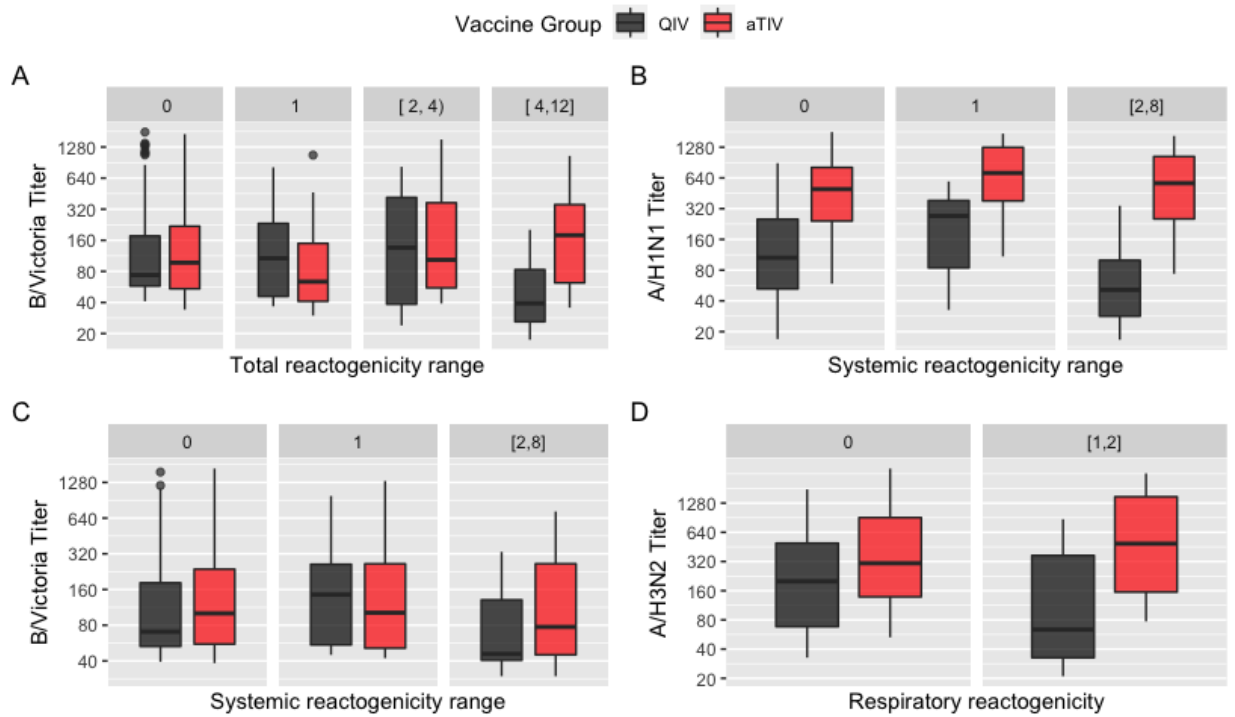 Vaccine Group QIV aTIV
A
0 1 [ 2, 4) [ 4,12]
1280
640
320
160
80
40
20
B/Victoria Titer
Total reactogenicity range
B
0 1 [2,8]
1280
640
320
160
80
40
20
A/H1N1 Titer
Systemic reactogenicity range
C
0 1 [2,8]
1280
640
320
160
80
40
B/Victoria Titer
Systemic reactogenicity range
D
0 [1,2]
1280
640
320
160
80
40
20
A/H3N2 Titer
Respiratory reactogenicity